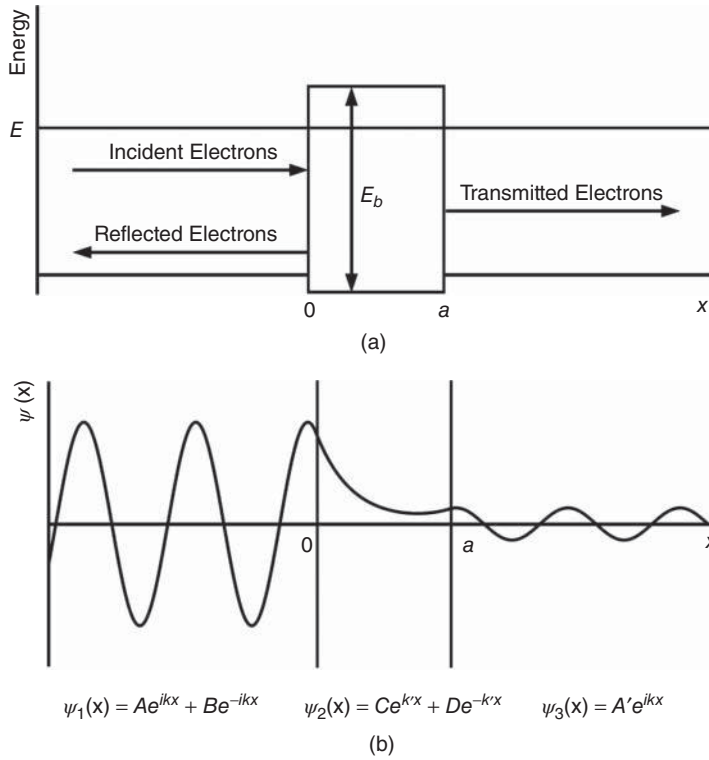 Energy
E
Incident Electrons
E_b
Transmitted Electrons
Reflected Electrons
0 a x
(a)
ψ (x)
0 a x
ψ₁(x) = Ae^{ikx} + Be^{-ikx} ψ₂(x) = Ce^{k'x} + De^{-k'x} ψ₃(x) = A'e^{ikx}
(b)